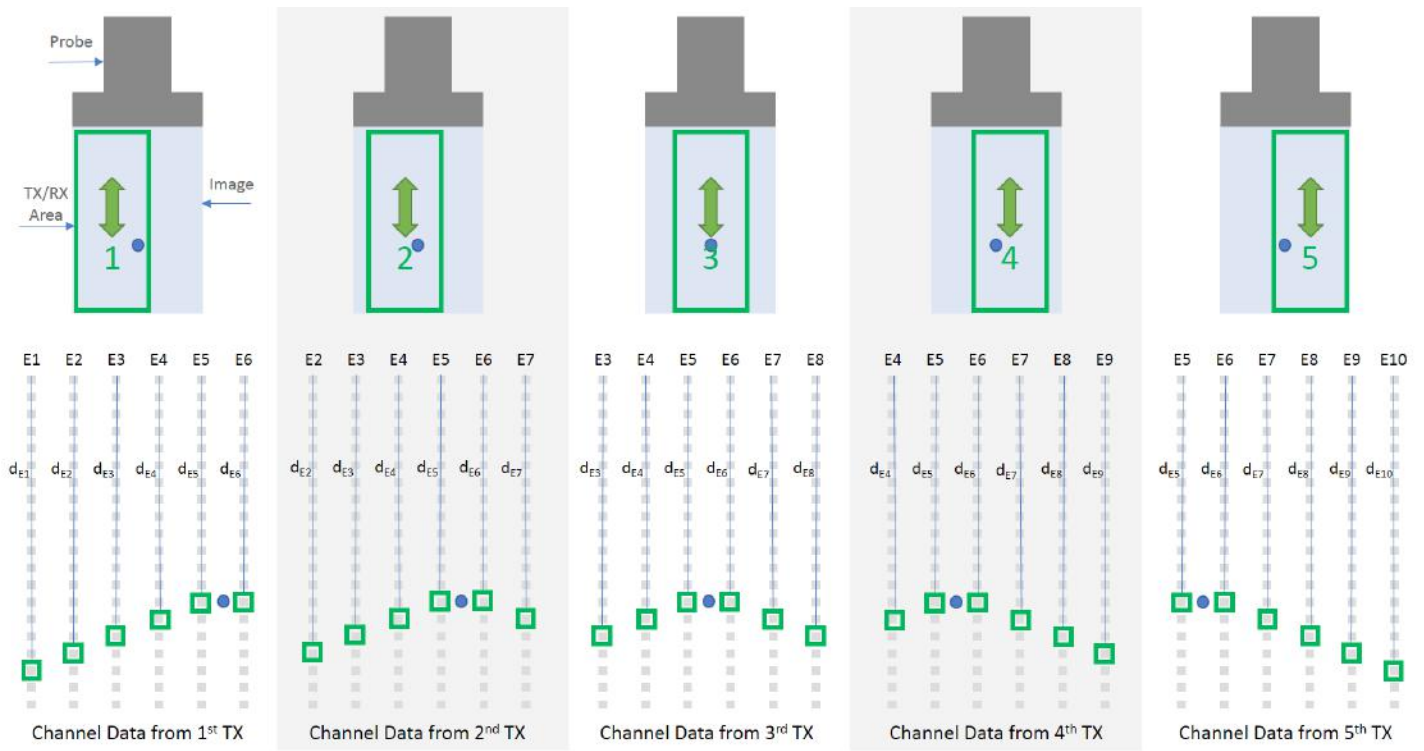 Probe
TX/RX
Area
Image
1
2
3
4
5
E1 E2 E3 E4 E5 E6
E2 E3 E4 E5 E6 E7
E3 E4 E5 E6 E7 E8
E4 E5 E6 E7 E8 E9
E5 E6 E7 E8 E9 E10
dE1 dE2 dE3 dE4 dE5 dE6
dE2 dE3 dE4 dE5 dE6 dE7
dE3 dE4 dE5 dE6 dE7 dE8
dE4 dE5 dE6 dE7 dE8 dE9
dE5 dE6 dE7 dE8 dE9 dE10
Channel Data from 1st TX
Channel Data from 2nd TX
Channel Data from 3rd TX
Channel Data from 4th TX
Channel Data from 5th TX